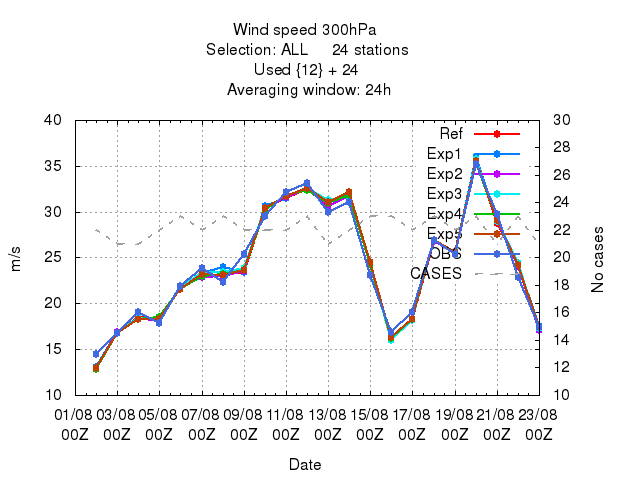 Wind speed 300hPa
Selection: ALL 24 stations
Used {12} + 24
Averaging window: 24h
40
35
30
25
20
15
10
m/s
30
28
26
24
22
20
18
16
14
12
10
No cases
Ref
Exp1
Exp2
Exp3
Exp4
Exp5
OBS
CASES
01/08 03/08 05/08 07/08 09/08 11/08 13/08 15/08 17/08 19/08 21/08 23/08
00Z 00Z 00Z 00Z 00Z 00Z 00Z 00Z 00Z 00Z 00Z 00Z
Date